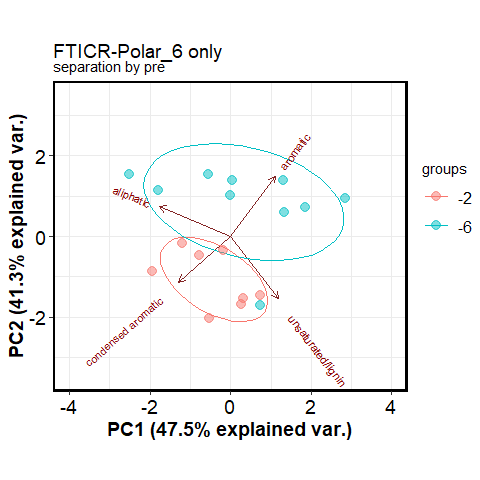 FTICR-Polar_6 only
separation by pre
PC2 (41.3% explained var.)
2
0
-2
aromatic
aliphatic
condensed aromatic
unsaturated/lignin
-4
-2
0
2
4
PC1 (47.5% explained var.)
groups
-2
-6